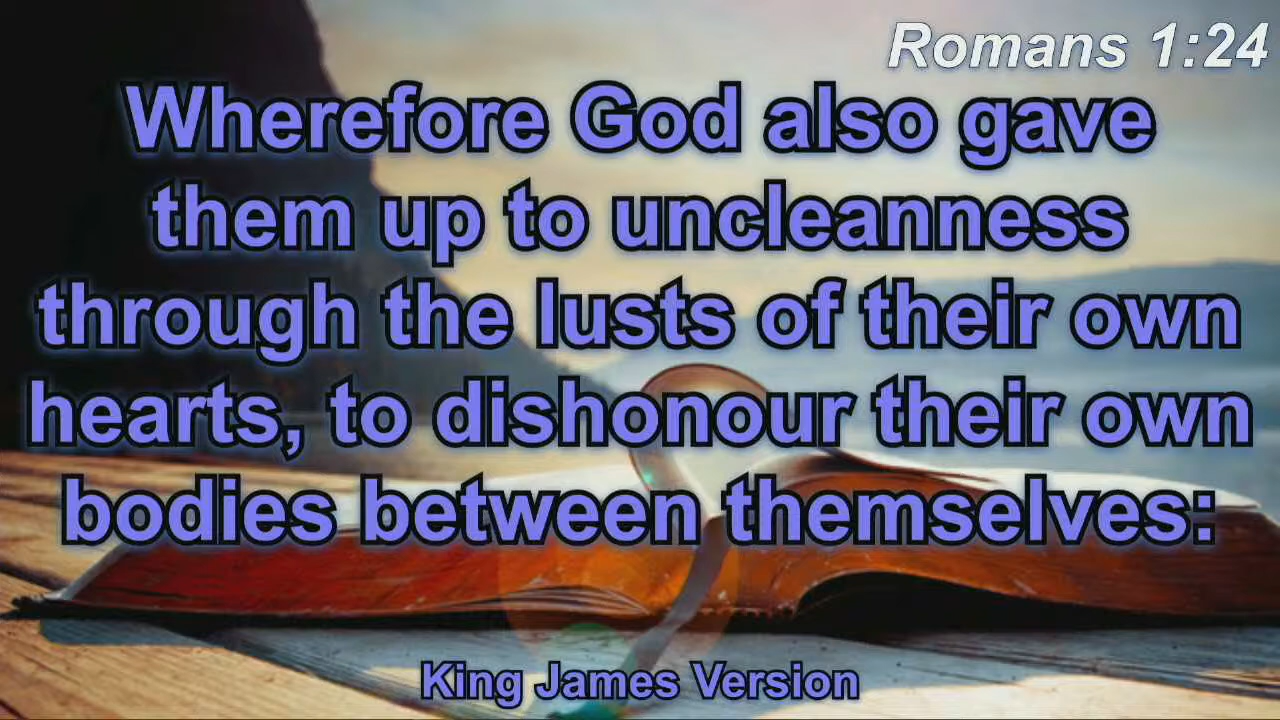 Romans 1:24
Wherefore God also gave
them up to uncleanness
through the lusts of their own
hearts, to dishonour their own
bodies between themselves:
King James Version